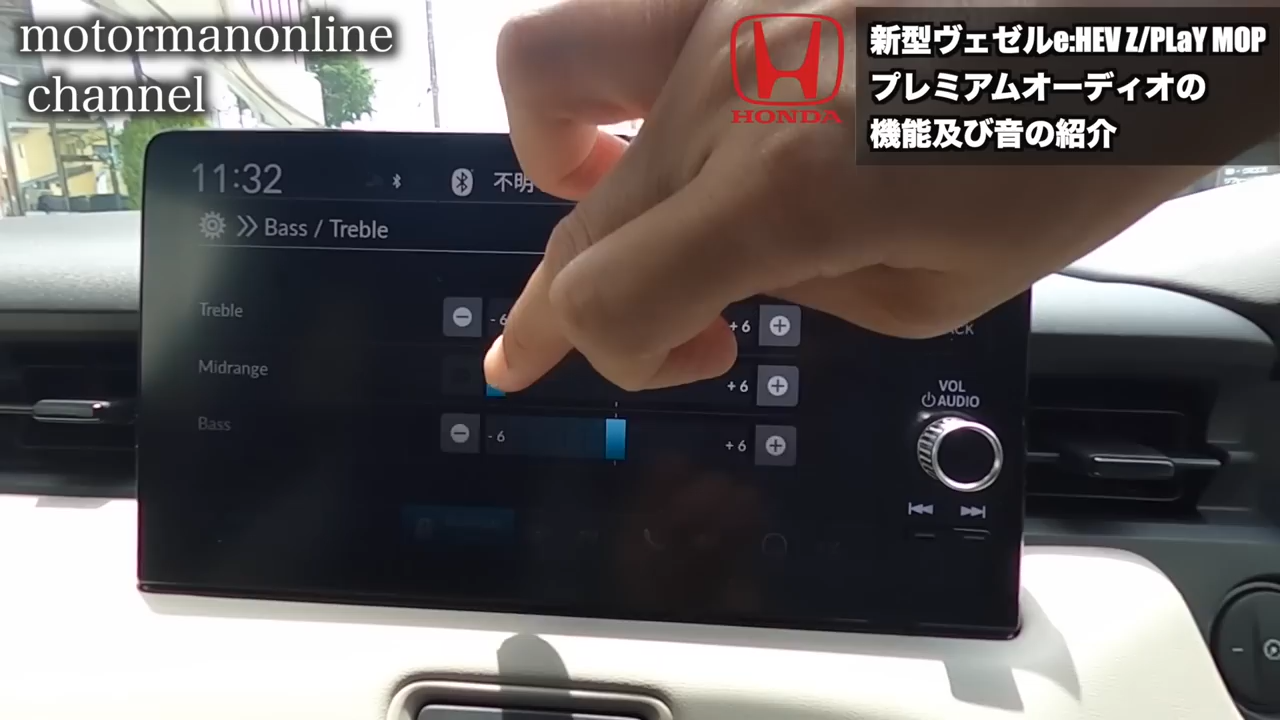 motormanonline
channel
HONDA
新型ヴェゼルe:HEV Z/PLaY MOP
プレミアムオーディオの
機能及び音の紹介
11:32
不明
Bass / Treble
Treble
- 6
+ 6
Midrange
+ 6
VOL
AUDIO
Bass
- 6
+ 6